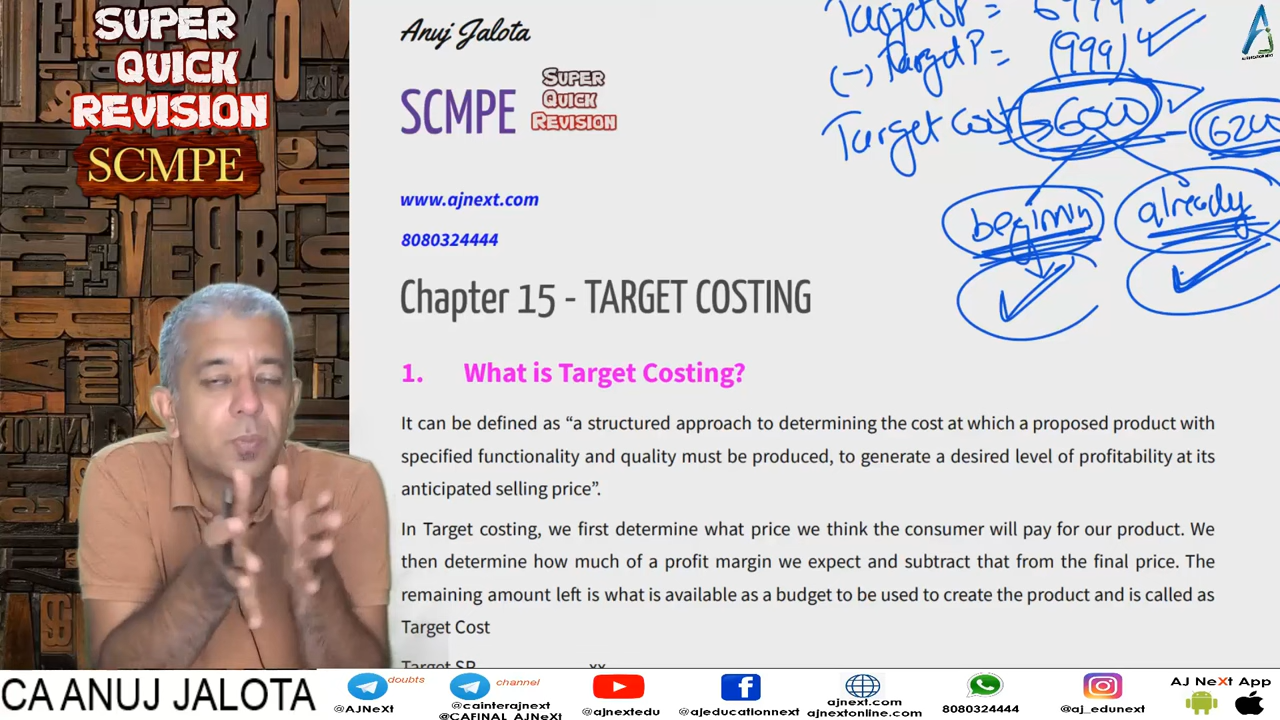 SUPER
QUICK
REVISION
SCMPE
Anuj Jalota
SCMPE
SUPER
QUICK
REVISION
www.ajnext.com
8080324444
Chapter 15 - TARGET COSTING
1. What is Target Costing?
It can be defined as “a structured approach to determining the cost at which a proposed product with
specified functionality and quality must be produced, to generate a desired level of profitability at its
anticipated selling price”.
In Target costing, we first determine what price we think the consumer will pay for our product. We
then determine how much of a profit margin we expect and subtract that from the final price. The
remaining amount left is what is available as a budget to be used to create the product and is called as
Target Cost
Target SP xx
Target SP =
(-) Target P = (999)
Target cost 6000
beginning already
CA ANUJ JALOTA
doubts
@AJNeXt
channel
@cainterajnext
@CAFINAL_AJNeXt
@ajnextedu
@ajeducationnext
ajnext.com
ajnextonline.com
8080324444
@aj_edunext
AJ NeXt App